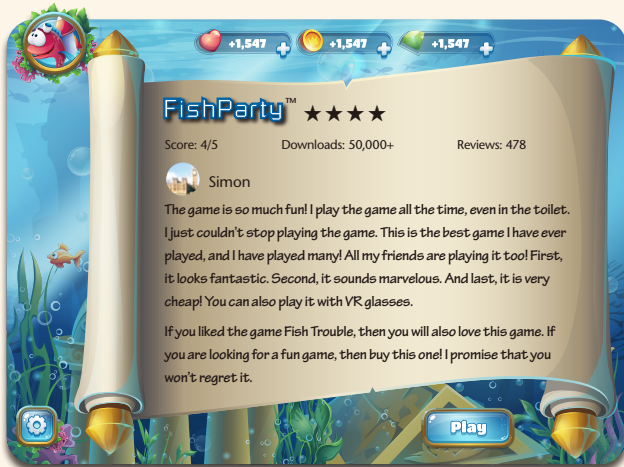 +1,547 +1,547 +1,547
FishParty™ ★★★★
Score: 4/5 Downloads: 50,000+ Reviews: 478
Simon
The game is so much fun! I play the game all the time, even in the toilet.
I just couldn't stop playing the game. This is the best game I have ever
played, and I have played many! All my friends are playing it too! First,
it looks fantastic. Second, it sounds marvelous. And last, it is very
cheap! You can also play it with VR glasses.
If you liked the game Fish Trouble, then you will also love this game. If
you are looking for a fun game, then buy this one! I promise that you
won't regret it.
Play